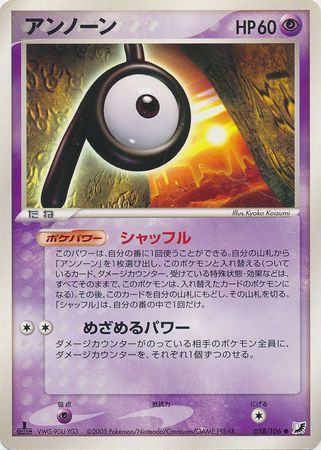 アンノーン HP60
たね
Illus.Kyoko Koizumi
ポケパワー シャッフル
このパワーは、自分の番に1回使うことができる。自分の山札から
「アンノーン」を1枚選び出し、このポケモンと入れ替える(ついて
いるカード、ダメージカウンター、受けている特殊状態・効果などは、
すべてそのままで、このポケモンは、入れ替えたカードのポケモンに
なる)。その後、このカードを自分の山札にもどし、その山札を切る。
「シャッフル」は、自分の番の中で1回だけ。
めざめるパワー
ダメージカウンターがのっている相手のポケモン全員に、
ダメージカウンターを、それぞれ1個ずつのせる。
弱点 抵抗力 にげる
1
VWG-9GU-YG3 ©2005 Pokémon/Nintendo/Creatures/GAME FREAK 058/106